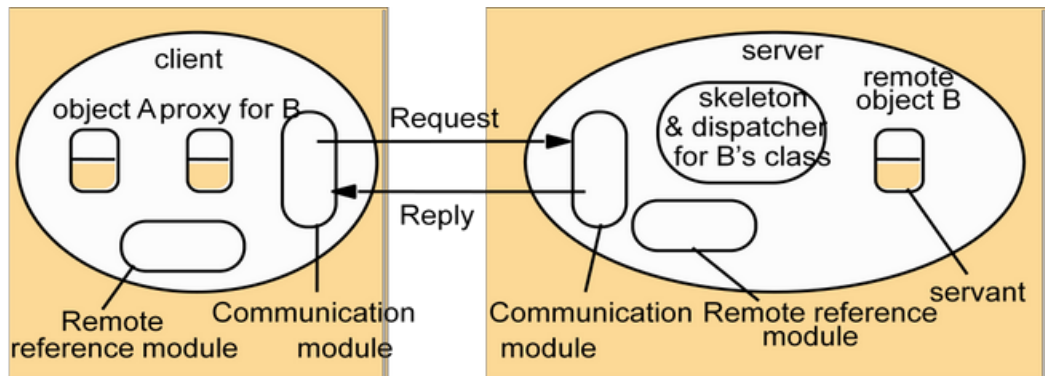 client
object A proxy for B
Remote
reference module
Communication
module
Request
Reply
server
skeleton
& dispatcher
for B's class
remote
object B
Communication
module
Remote reference
module
servant